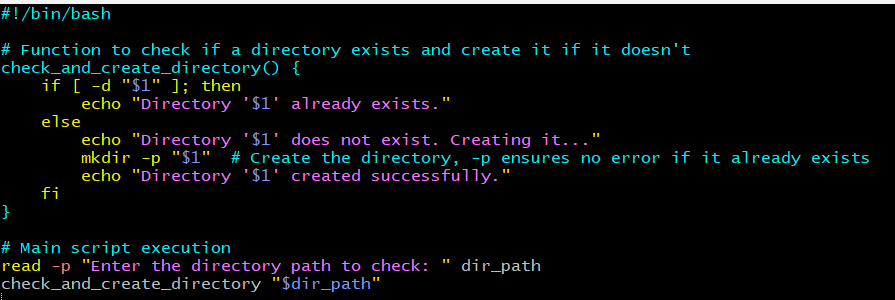 #!/bin/bash

# Function to check if a directory exists and create it if it doesn't
check_and_create_directory() {
    if [ -d "$1" ]; then
        echo "Directory '$1' already exists."
    else
        echo "Directory '$1' does not exist. Creating it..."
        mkdir -p "$1"  # Create the directory, -p ensures no error if it already exists
        echo "Directory '$1' created successfully."
    fi
}

# Main script execution
read -p "Enter the directory path to check: " dir_path
check_and_create_directory "$dir_path"